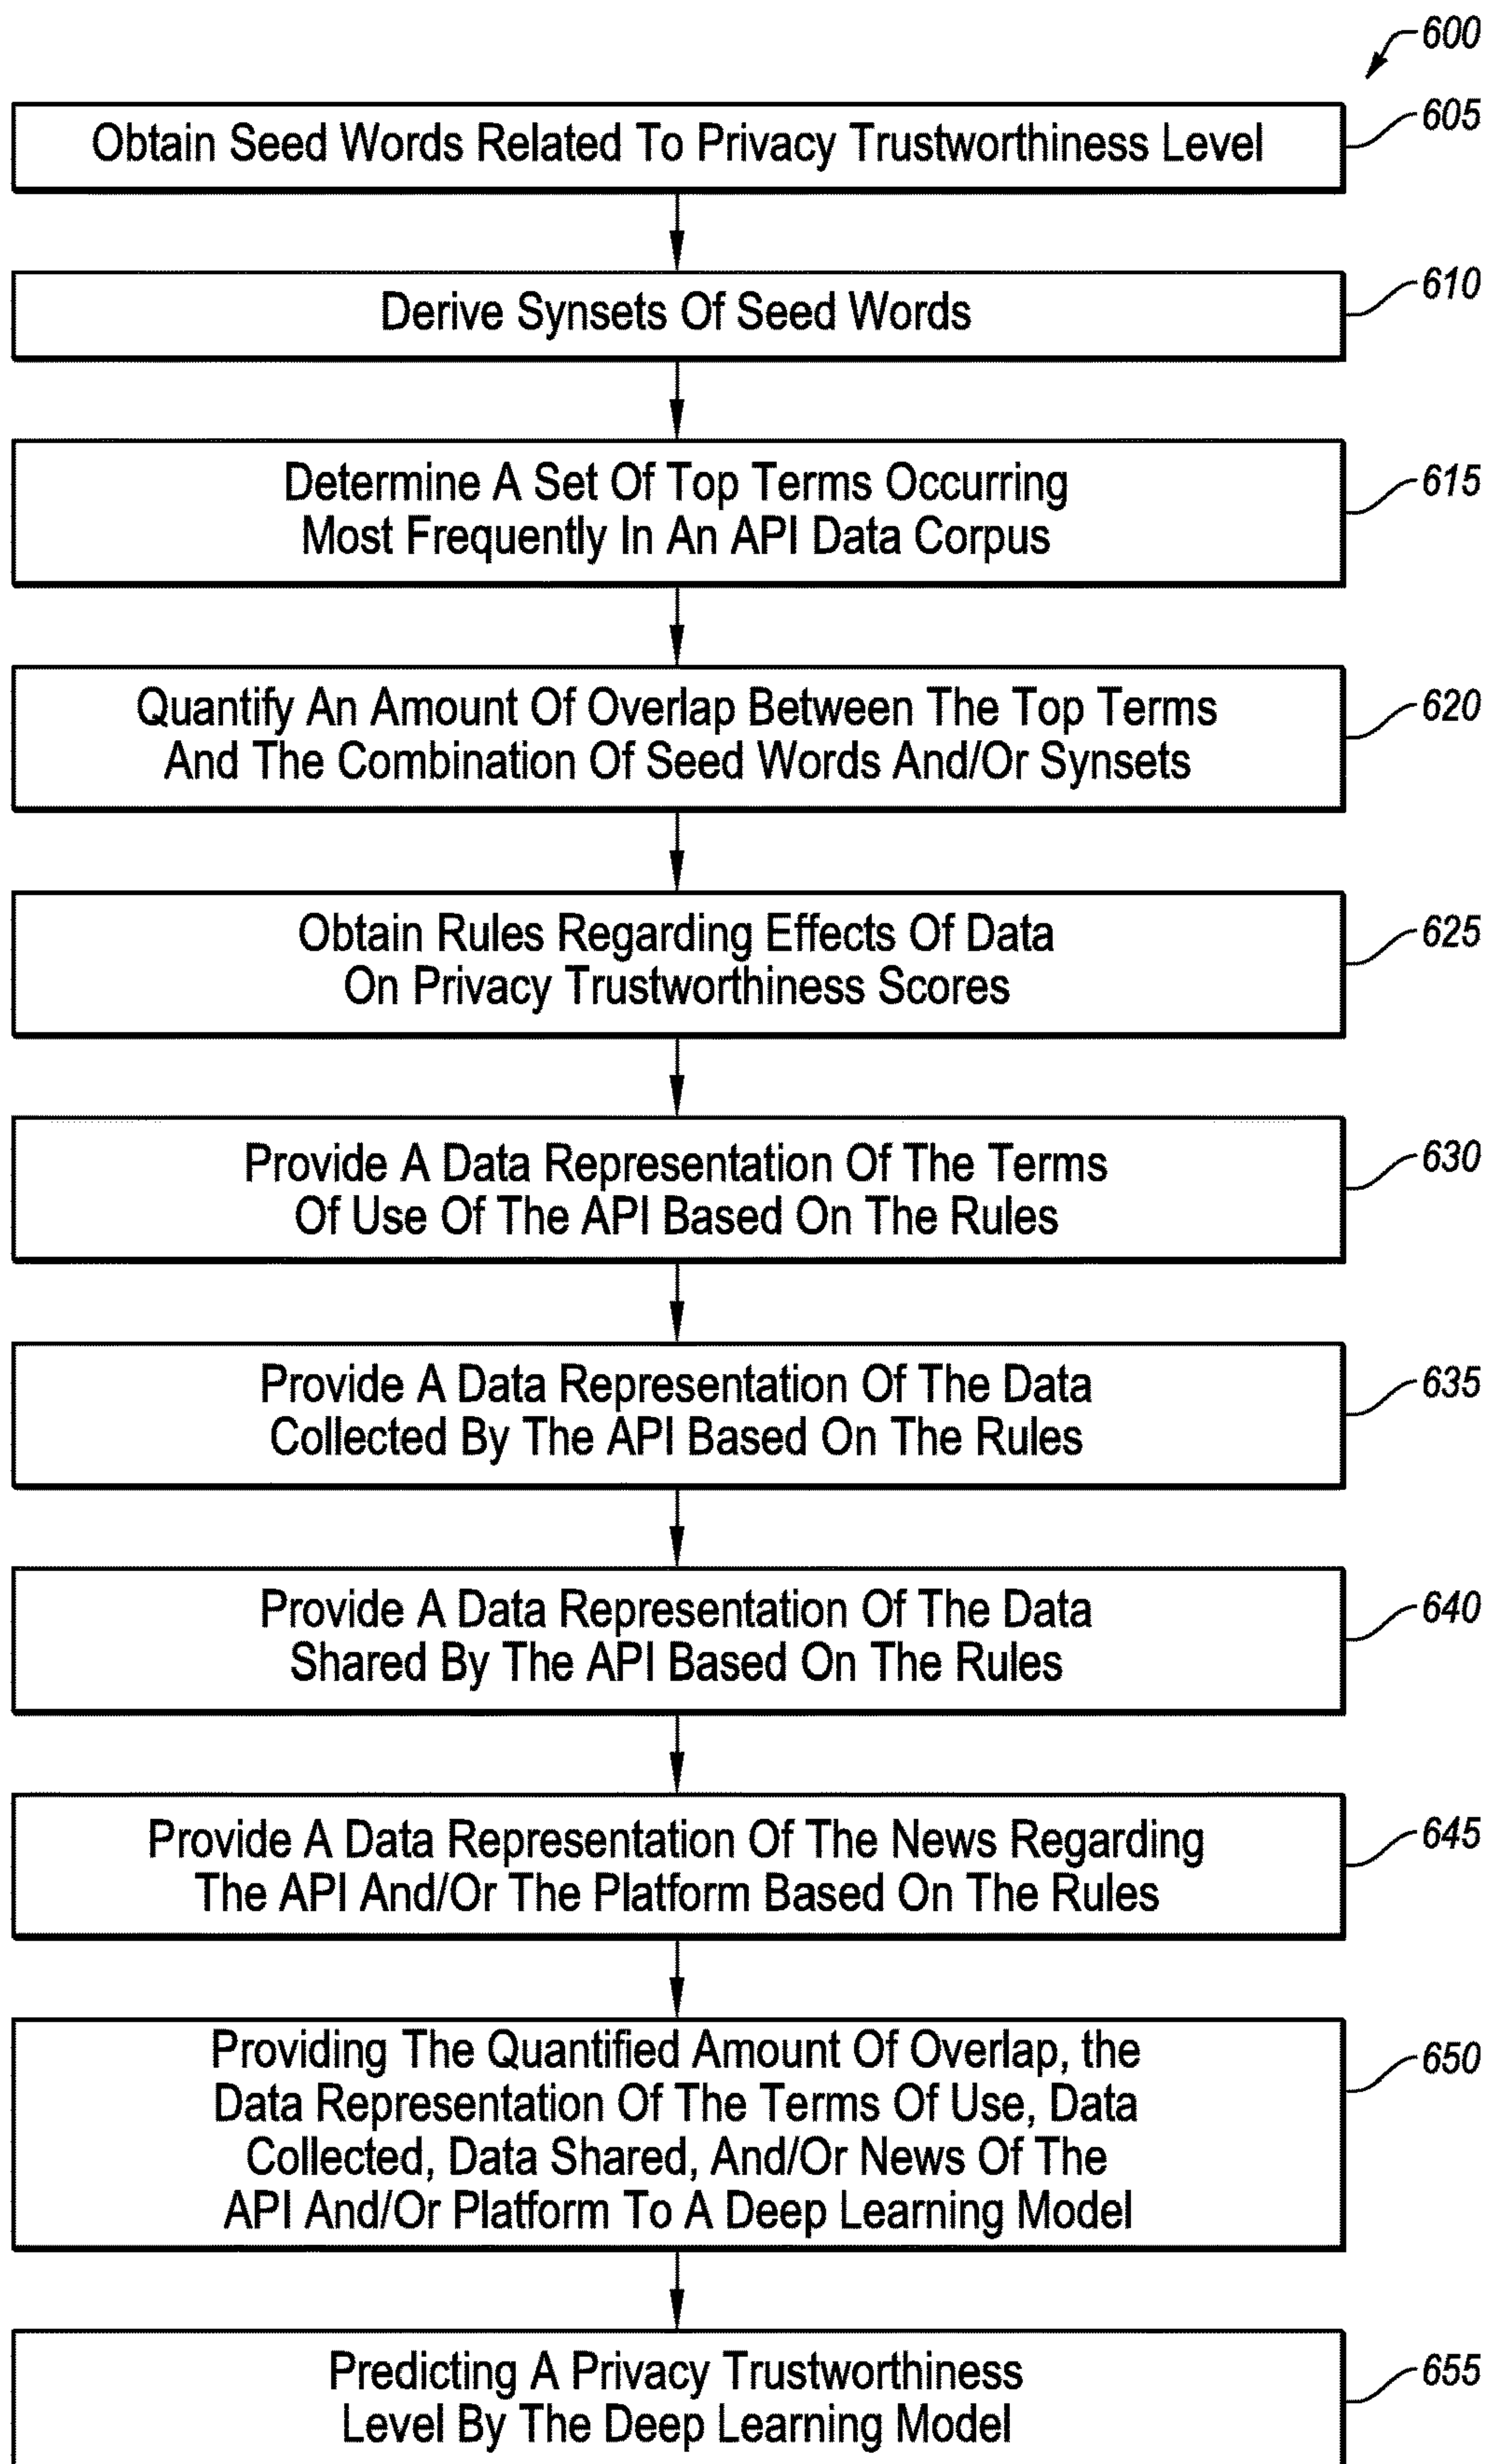 600
Obtain Seed Words Related To Privacy Trustworthiness Level
605
Derive Synsets Of Seed Words
610
Determine A Set Of Top Terms Occurring
Most Frequently In An API Data Corpus
615
Quantify An Amount Of Overlap Between The Top Terms
And The Combination Of Seed Words And/Or Synsets
620
Obtain Rules Regarding Effects Of Data
On Privacy Trustworthiness Scores
625
Provide A Data Representation Of The Terms
Of Use Of The API Based On The Rules
630
Provide A Data Representation Of The Data
Collected By The API Based On The Rules
635
Provide A Data Representation Of The Data
Shared By The API Based On The Rules
640
Provide A Data Representation Of The News Regarding
The API And/Or The Platform Based On The Rules
645
Providing The Quantified Amount Of Overlap, the
Data Representation Of The Terms Of Use, Data
Collected, Data Shared, And/Or News Of The
API And/Or Platform To A Deep Learning Model
650
Predicting A Privacy Trustworthiness
Level By The Deep Learning Model
655